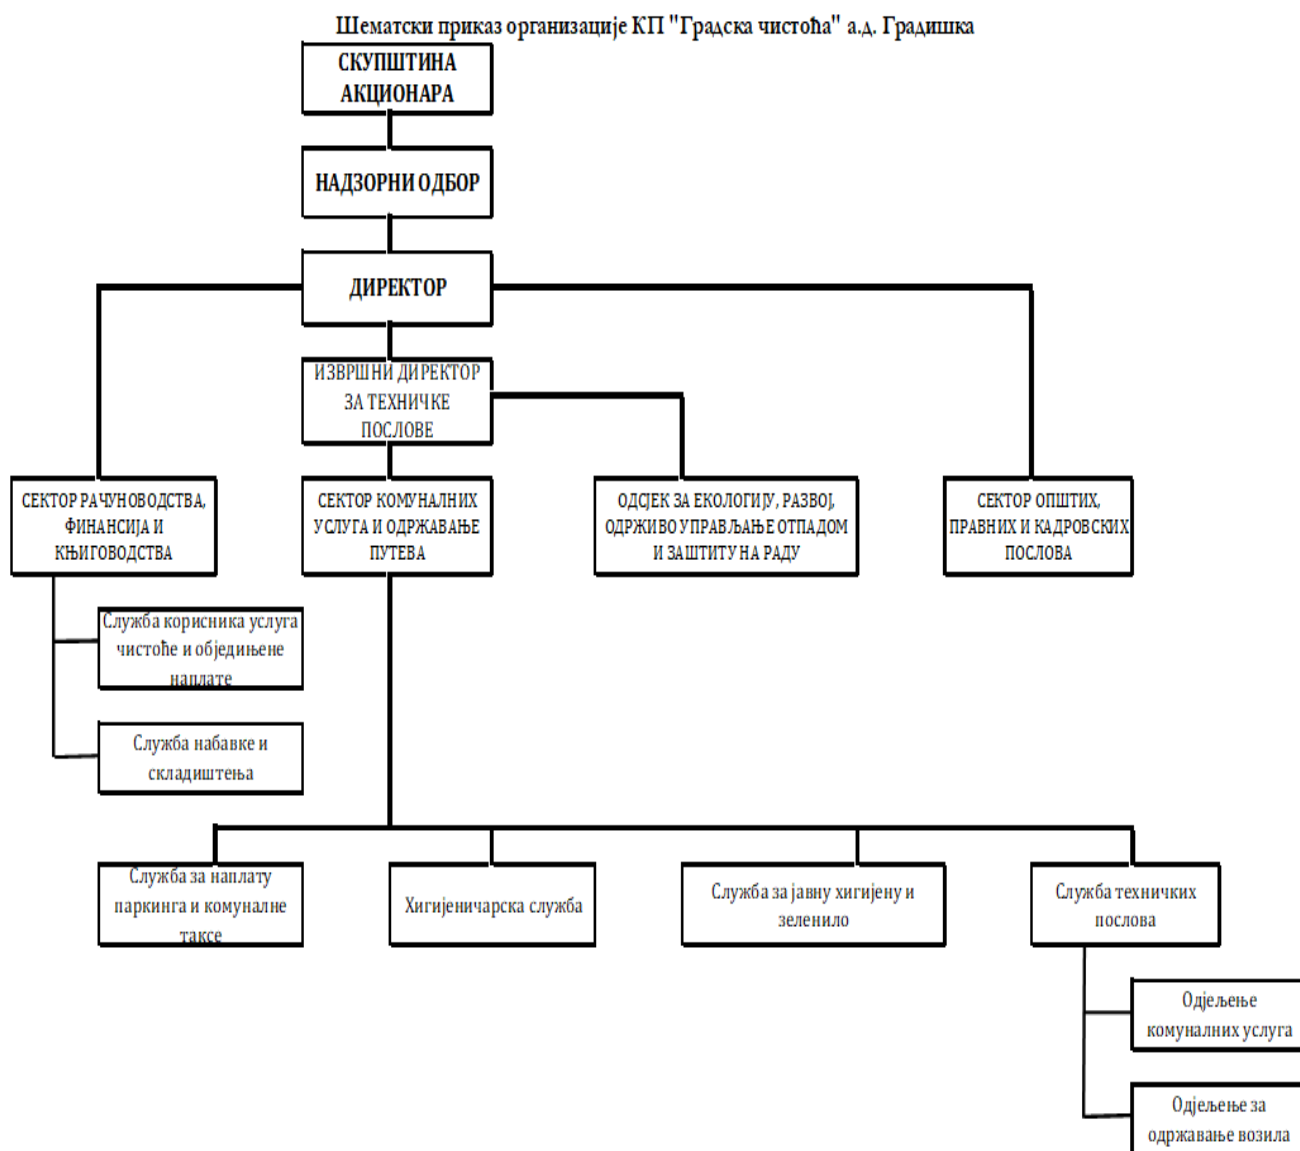 Шематски приказ организације КП "Градска чистоћа" а.д. Градишка
СКУПШТИНА
АКЦИОНАРА
НАДЗОРНИ ОДБОР
ДИРЕКТОР
ИЗВРШНИ ДИРЕКТОР
ЗА ТЕХНИЧКЕ
ПОСЛОВЕ
СЕКТОР РАЧУНОВОДСТВА,
ФИНАНСИЈА И
КЊИГОВОДСТВА
СЕКТОР КОМУНАЛНИХ
УСЛУГА И ОДРЖАВАЊЕ
ПУТЕВА
ОДСЈЕК ЗА ЕКОЛОГИЈУ, РАЗВОЈ,
ОДРЖИВО УПРАВЉАЊЕ ОТПАДОМ
И ЗАШТИТУ НА РАДУ
СЕКТОР ОПШТИХ,
ПРАВНИХ И КАДРОВСКИХ
ПОСЛОВА
Служба корисника услуга
чистоће и обједињене
наплате
Служба набавке и
складиштења
Служба за наплату
паркинга и комуналне
таксе
Хигијеничарска служба
Служба за јавну хигијену и
зеленило
Служба техничких
послова
Одјељење
комуналних услуга
Одјељење за
одржавање возила